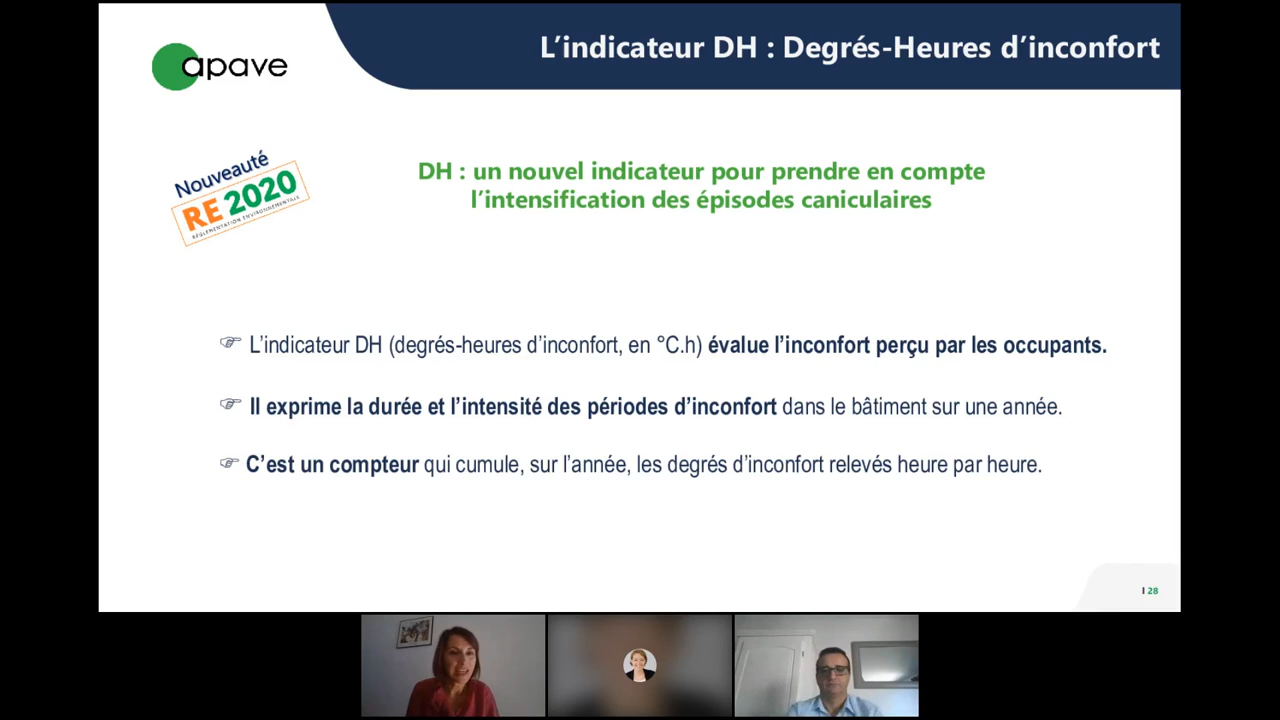 L’indicateur DH : Degrés-Heures d’inconfort
apave
Nouveauté
RE 2020
RÉGLEMENTATION ENVIRONNEMENTALE
DH : un nouvel indicateur pour prendre en compte
l’intensification des épisodes caniculaires
L’indicateur DH (degrés-heures d’inconfort, en °C.h) évalue l’inconfort perçu par les occupants.
Il exprime la durée et l’intensité des périodes d’inconfort dans le bâtiment sur une année.
C’est un compteur qui cumule, sur l’année, les degrés d’inconfort relevés heure par heure.
I 28